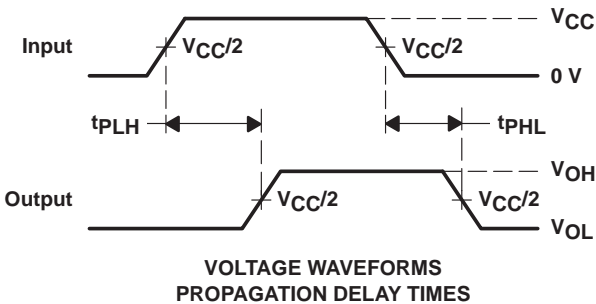 VCC
Input VCC/2 VCC/2
0 V
tPLH tPHL
VOH
Output VCC/2 VCC/2
VOL
VOLTAGE WAVEFORMS
PROPAGATION DELAY TIMES